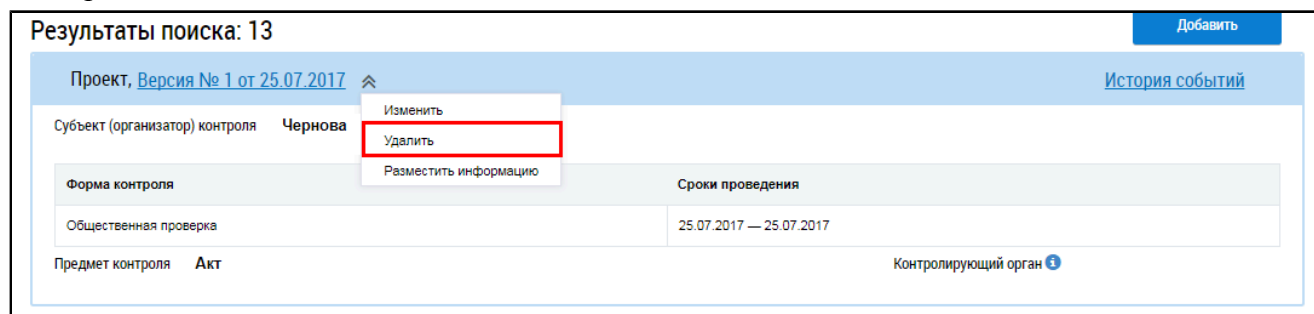 Результаты поиска: 13
Добавить
Проект, Версия № 1 от 25.07.2017
История событий
Изменить
Субъект (организатор) контроля Чернова
Удалить
Разместить информацию
Форма контроля
Сроки проведения
Общественная проверка
25.07.2017 — 25.07.2017
Предмет контроля Акт
Контролирующий орган